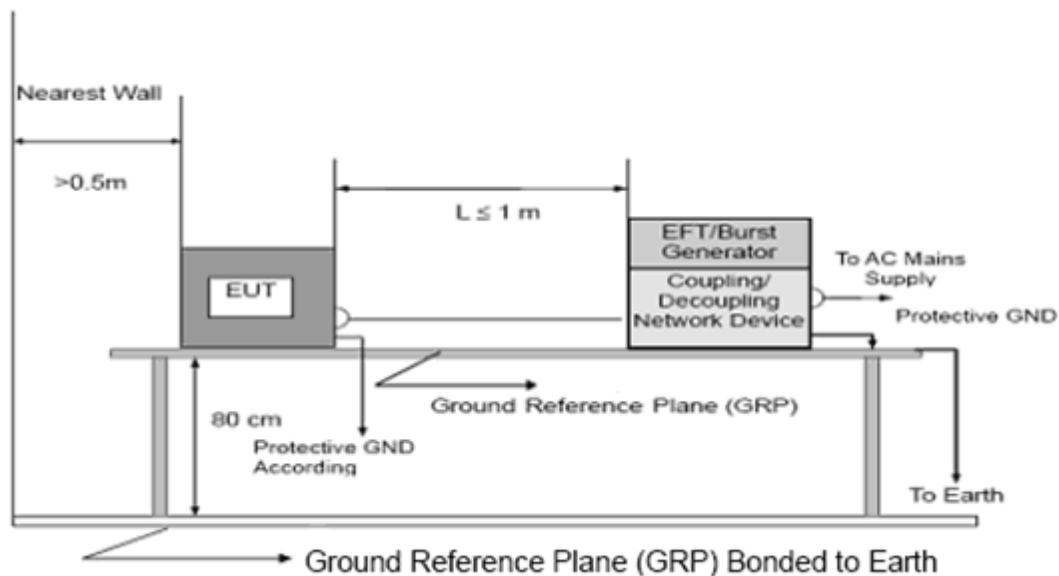 Nearest Wall
>0.5m
L ≤ 1 m
EUT
EFT/Burst
Generator
Coupling/
Decoupling
Network Device
To AC Mains
Supply
Protective GND
Ground Reference Plane (GRP)
80 cm
Protective GND
According
To Earth
Ground Reference Plane (GRP) Bonded to Earth